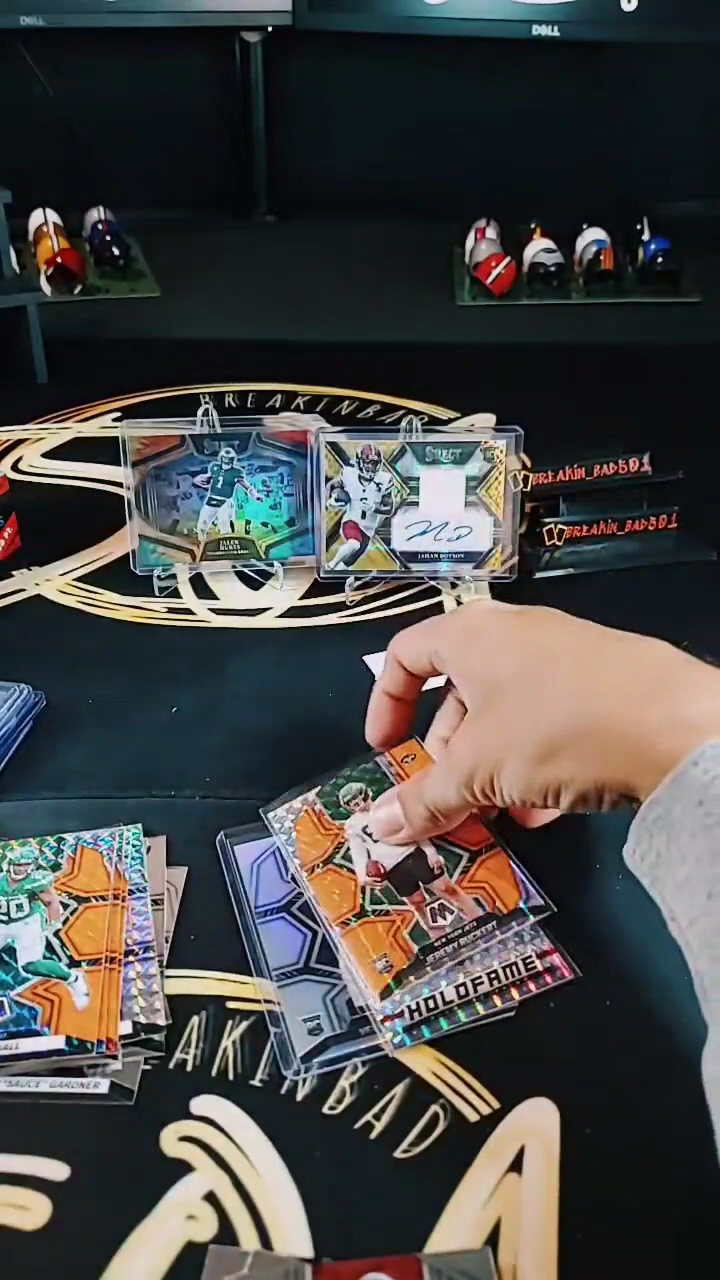 DELL
DELL
BREAKINBAD
SELECT
JALEN
HURTS
JAHAN DOTSON
BREAKIN_BAD501
BREAKIN_BAD501
NEW YORK JETS
JEREMY RUCKERT
HOLOFAME
20
"SAUCE" GARDNER
AKINBAD